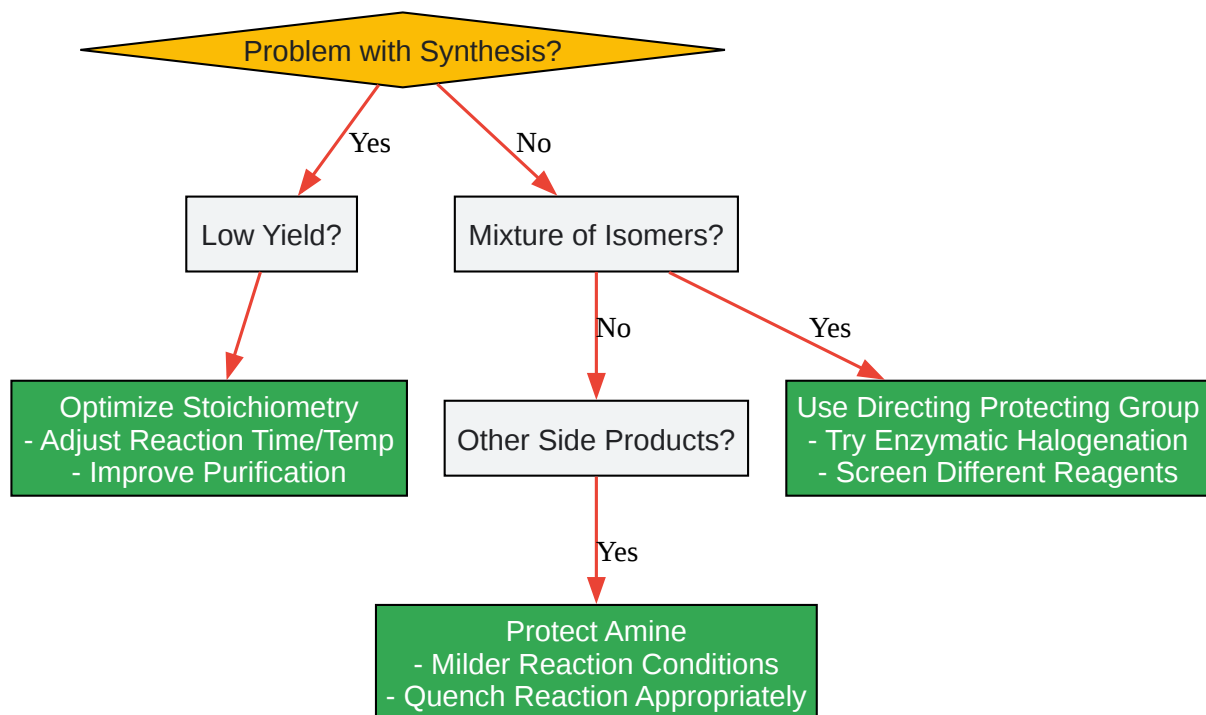 Problem with Synthesis?
Yes
No
Low Yield?
Mixture of Isomers?
No
Yes
Optimize Stoichiometry
- Adjust Reaction Time/Temp
- Improve Purification
Other Side Products?
Use Directing Protecting Group
- Try Enzymatic Halogenation
- Screen Different Reagents
Yes
Protect Amine
- Milder Reaction Conditions
- Quench Reaction Appropriately